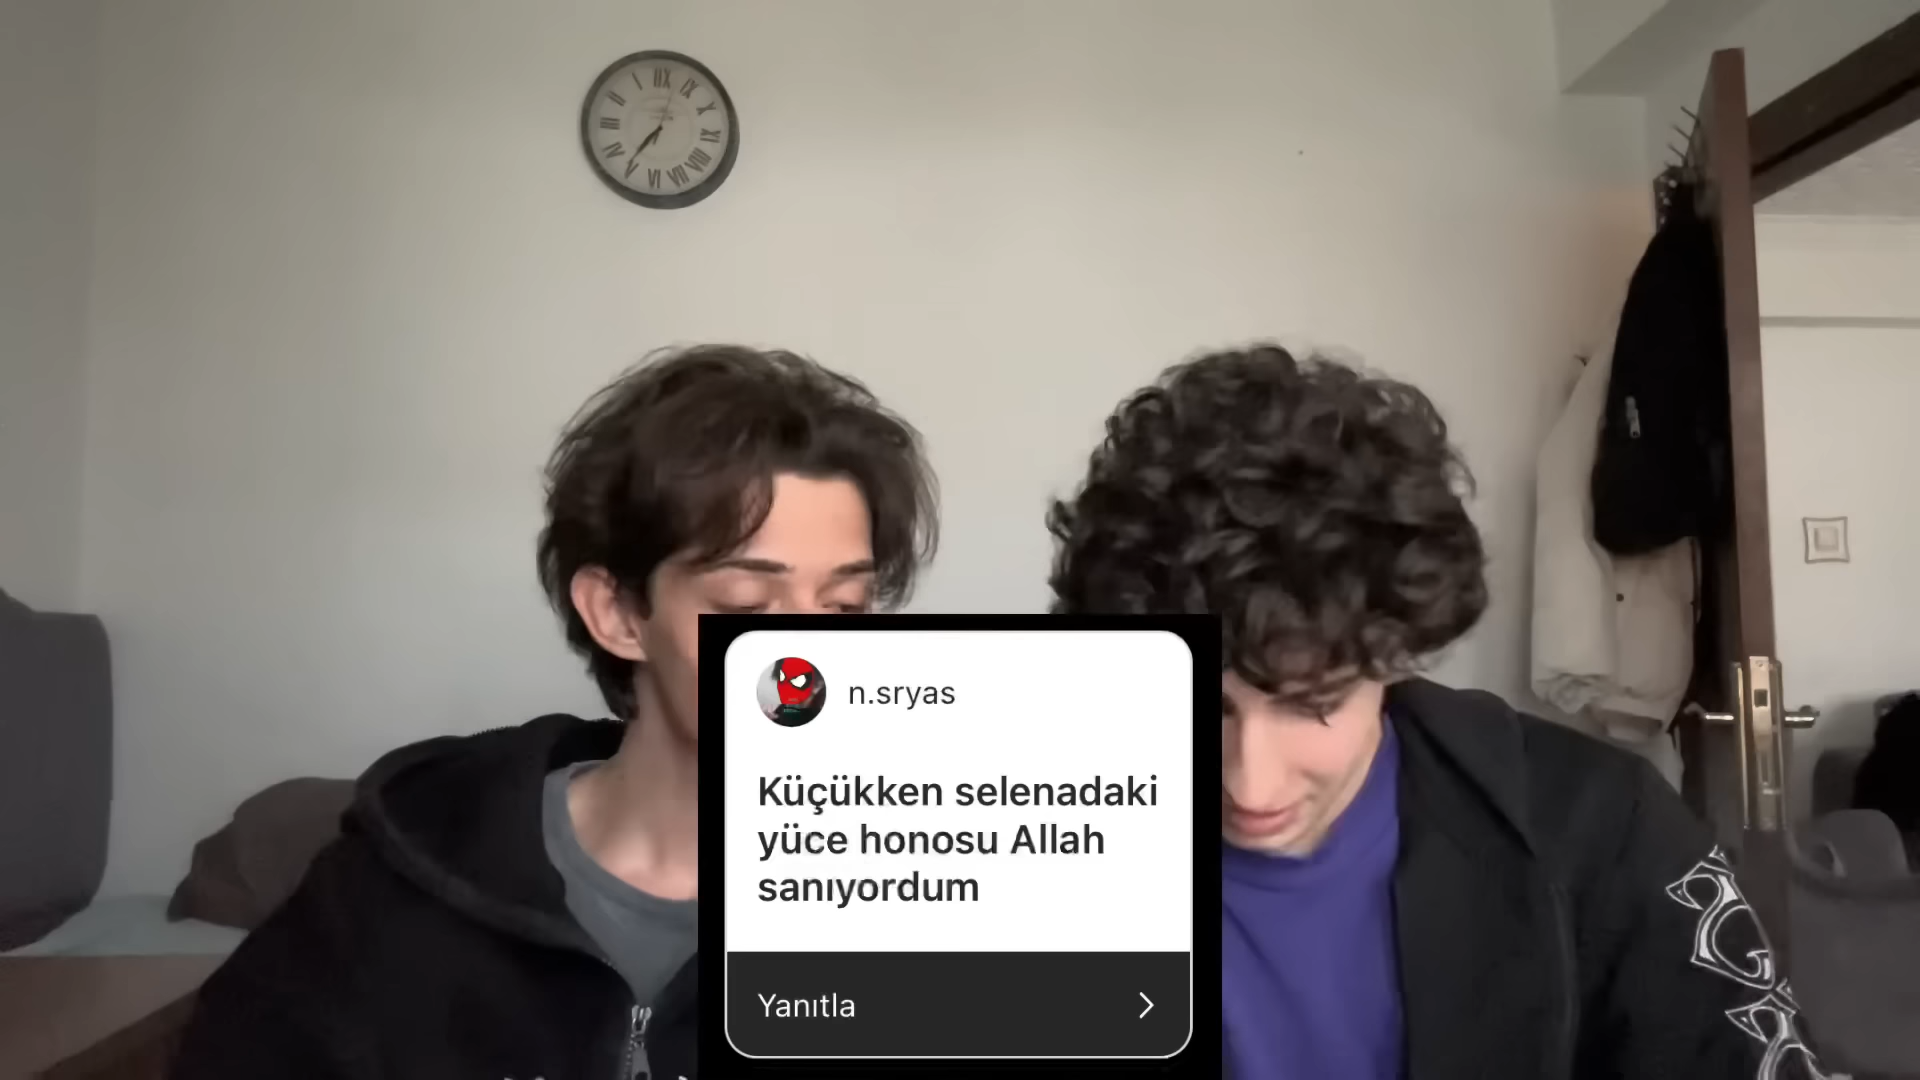 n.sryas
Küçükken selenadaki
yüce honosu Allah
sanıyordum
Yanıtla